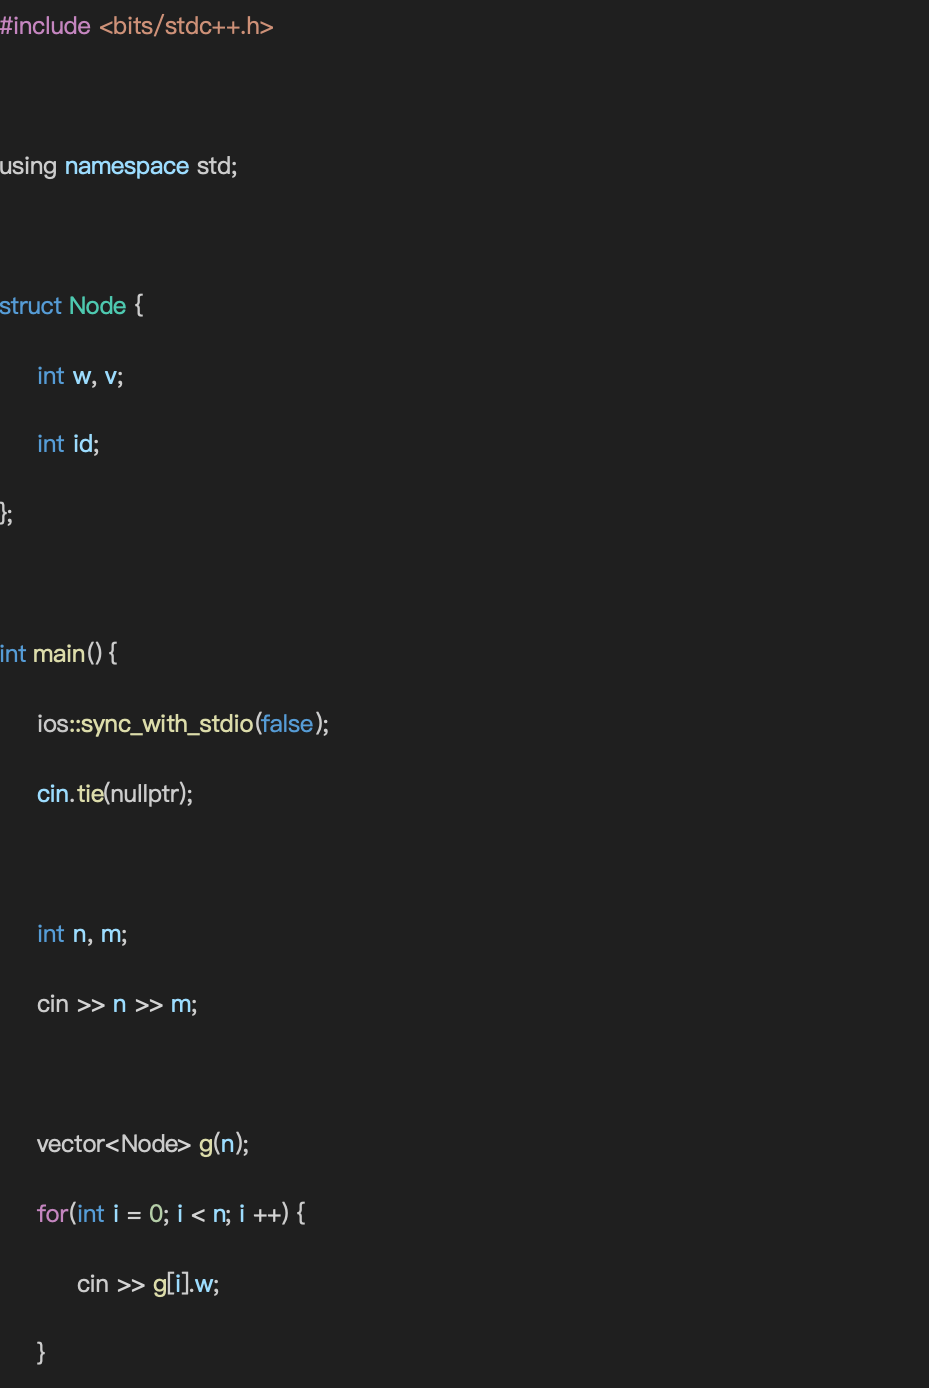 #include <bits/stdc++.h>
using namespace std;
struct Node {
int w, v;
int id;
};
int main() {
ios::sync_with_stdio(false);
cin.tie(nullptr);
int n, m;
cin >> n >> m;
vector<Node> g(n);
for(int i = 0; i < n; i ++) {
cin >> g[i].w;
}